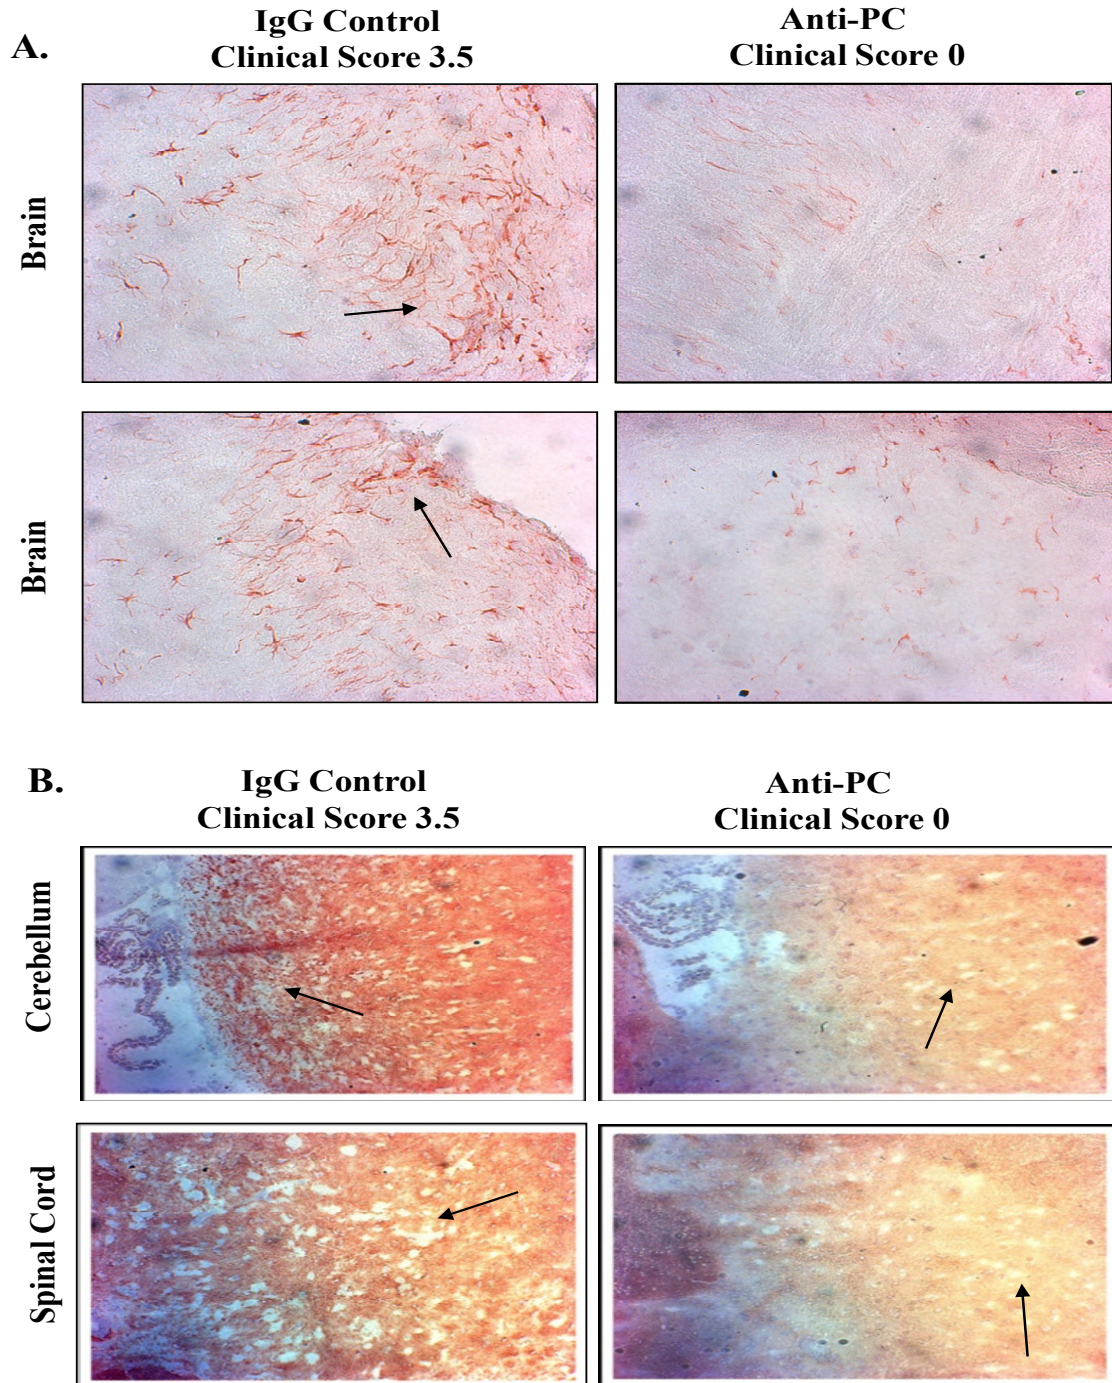 A.
IgG Control
Clinical Score 3.5
Anti-PC
Clinical Score 0
Brain
Brain
B.
IgG Control
Clinical Score 3.5
Anti-PC
Clinical Score 0
Cerebellum
Spinal Cord